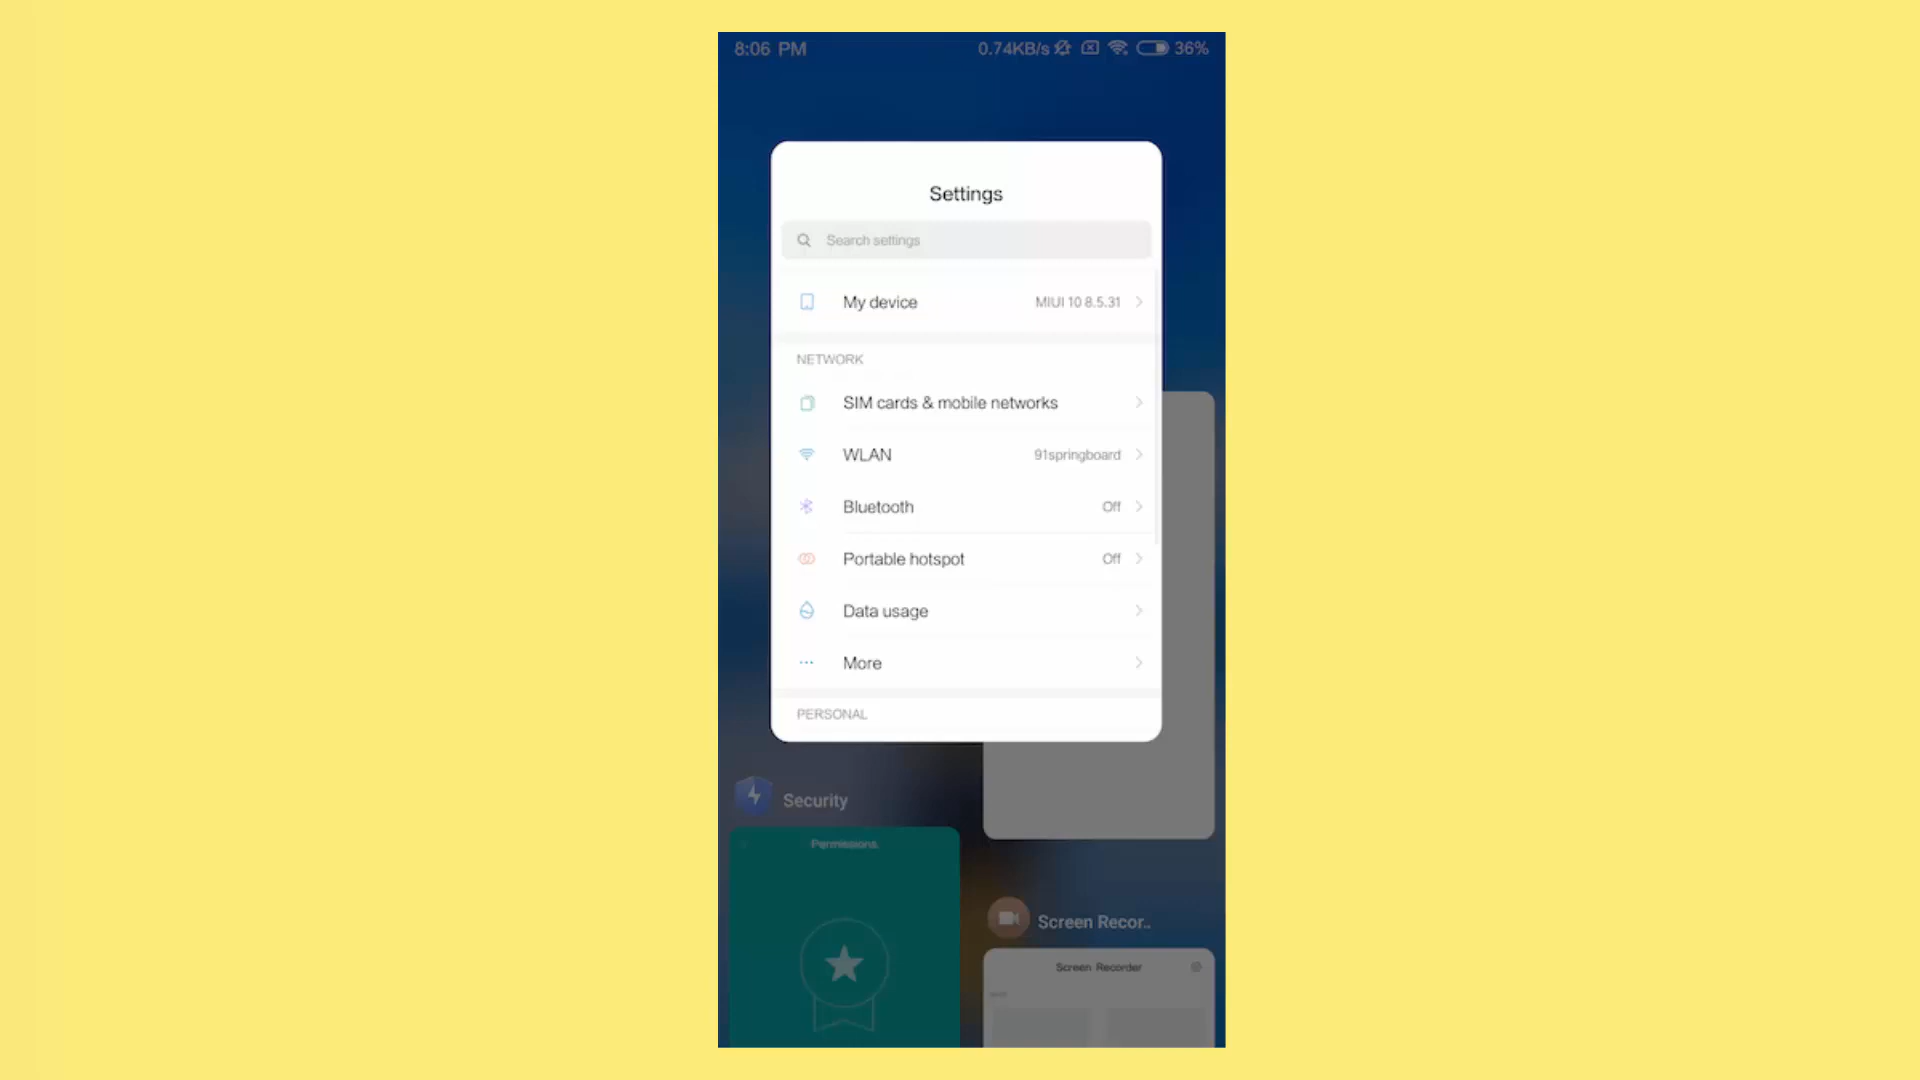 8:06 PM 0.74KB/s 36%
Settings
Search settings
My device MIUI 10 8.5.31
NETWORK
SIM cards & mobile networks
WLAN 91springboard
Bluetooth Off
Portable hotspot Off
Data usage
More
PERSONAL
Security
Permissions
Screen Recor..
Screen Recorder